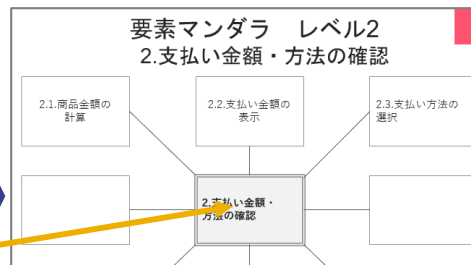 要素マンダラ　レベル2
2.支払い金額・方法の確認
2.1.商品金額の
計算
2.2.支払い金額の
表示
2.3.支払い方法の
選択
2.支払い金額・
方法の確認